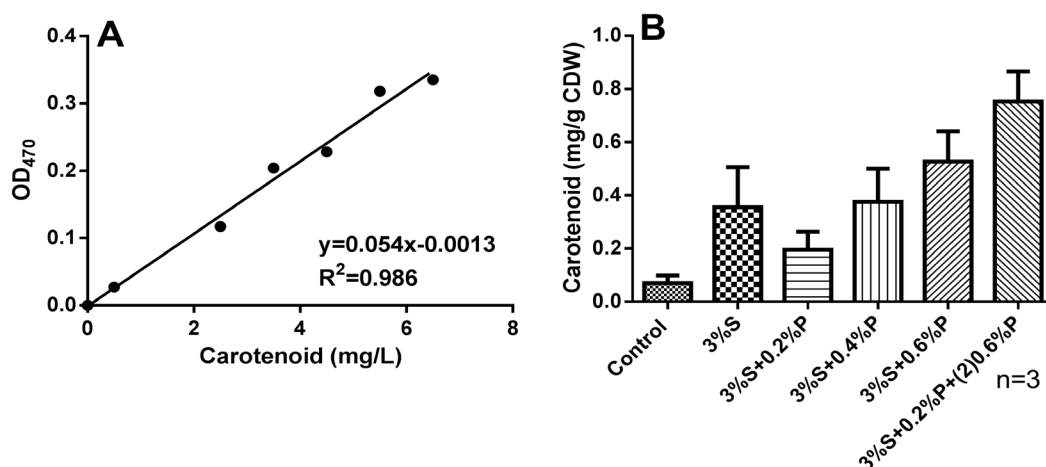 A
OD470
0.4
0.3
0.2
0.1
0.0
y=0.054x-0.0013
R²=0.986
0 2 4 6 8
Carotenoid (mg/L)
B
Carotenoid (mg/g CDW)
1.0
0.8
0.6
0.4
0.2
0.0
Control
3%S
3%S+0.2%P
3%S+0.4%P
3%S+0.6%P
3%S+0.2%P+(2)0.6%P
n=3